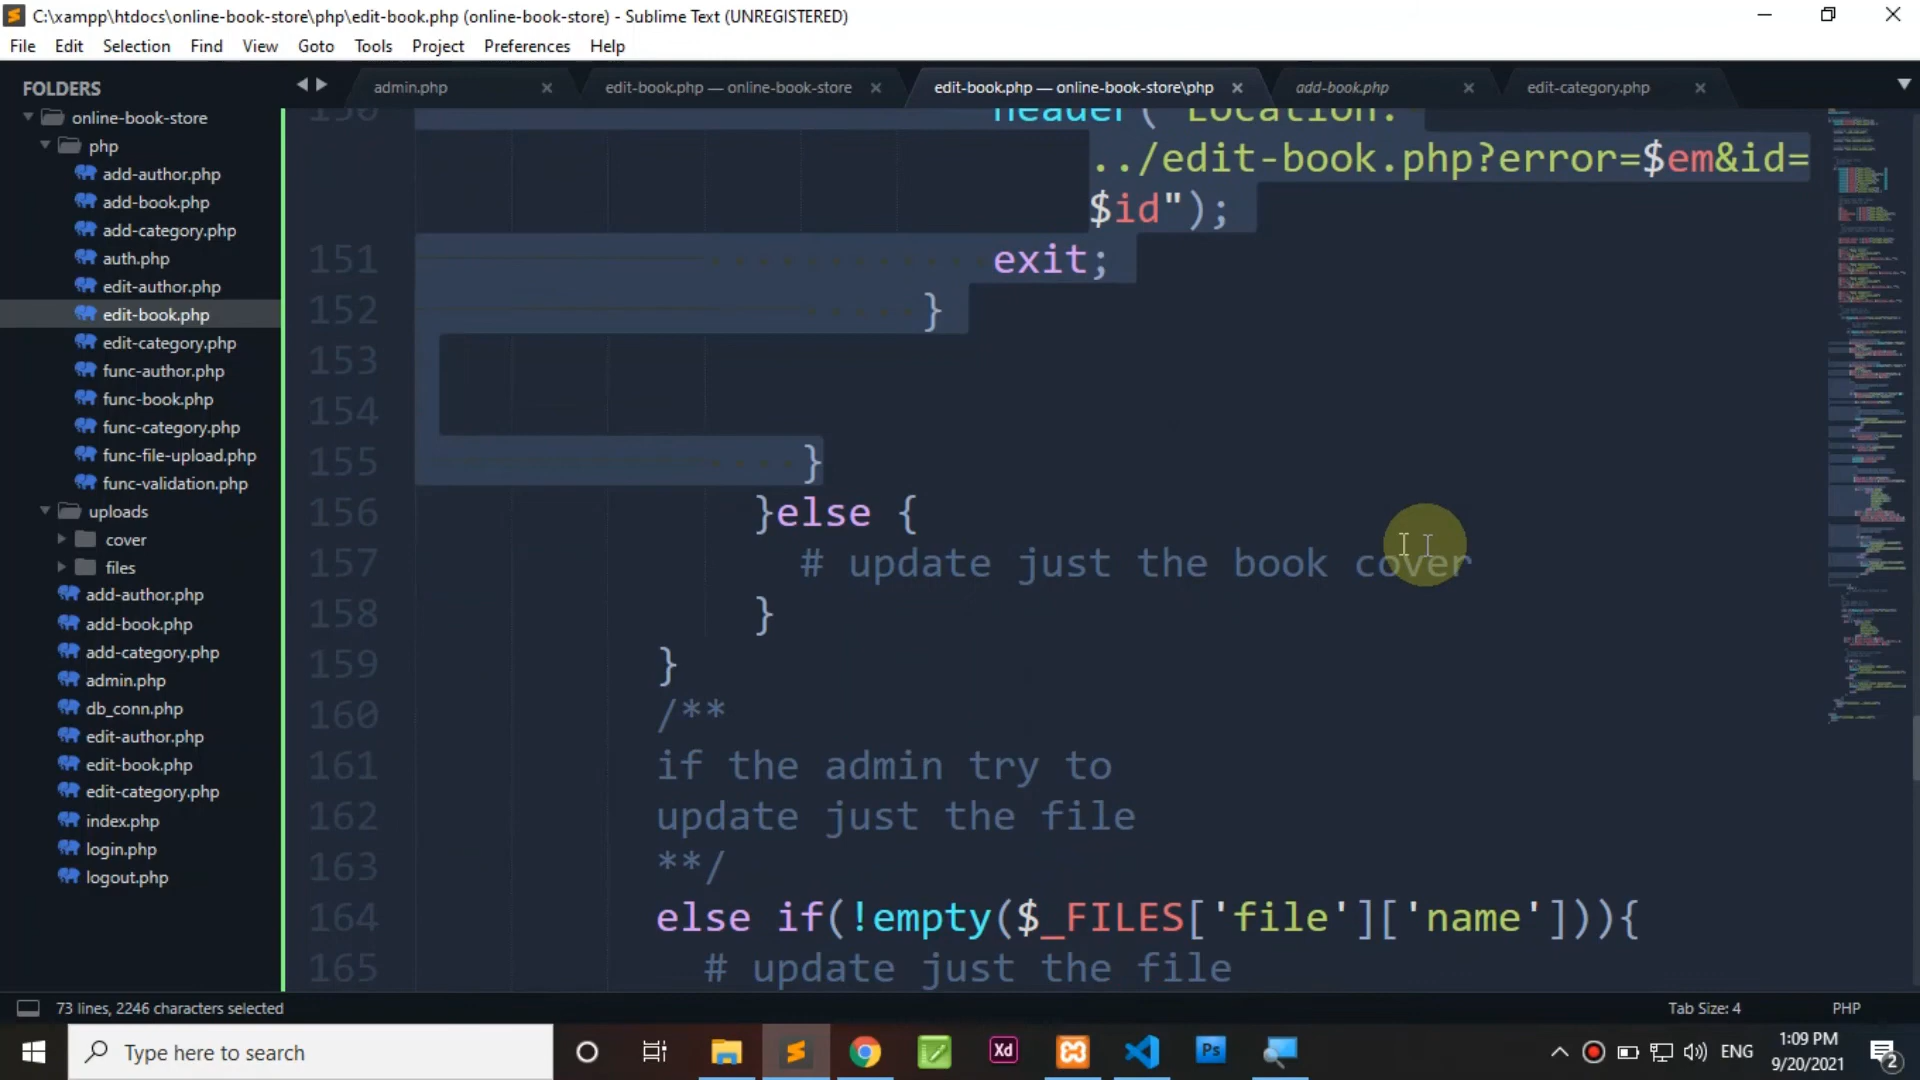 C:\xampp\htdocs\online-book-store\php\edit-book.php (online-book-store) - Sublime Text (UNREGISTERED)
File Edit Selection Find View Goto Tools Project Preferences Help
FOLDERS
online-book-store
php
add-author.php
add-book.php
add-category.php
auth.php
edit-author.php
edit-book.php
edit-category.php
func-author.php
func-book.php
func-category.php
func-file-upload.php
func-validation.php
uploads
cover
files
add-author.php
add-book.php
add-category.php
admin.php
db_conn.php
edit-author.php
edit-book.php
edit-category.php
index.php
login.php
logout.php
admin.php edit-book.php — online-book-store edit-book.php — online-book-store\php add-book.php edit-category.php
150 header("Location:
../edit-book.php?error=$em&id=
$id");
151 exit;
152 }
153
154
155 }
156 }else {
157 # update just the book cover
158 }
159 }
160 /**
161 if the admin try to
162 update just the file
163 **/
164 else if(!empty($_FILES['file']['name'])){
165 # update just the file
73 lines, 2246 characters selected
Tab Size: 4 PHP
Type here to search
Xd
Ps
ENG
1:09 PM
9/20/2021
2